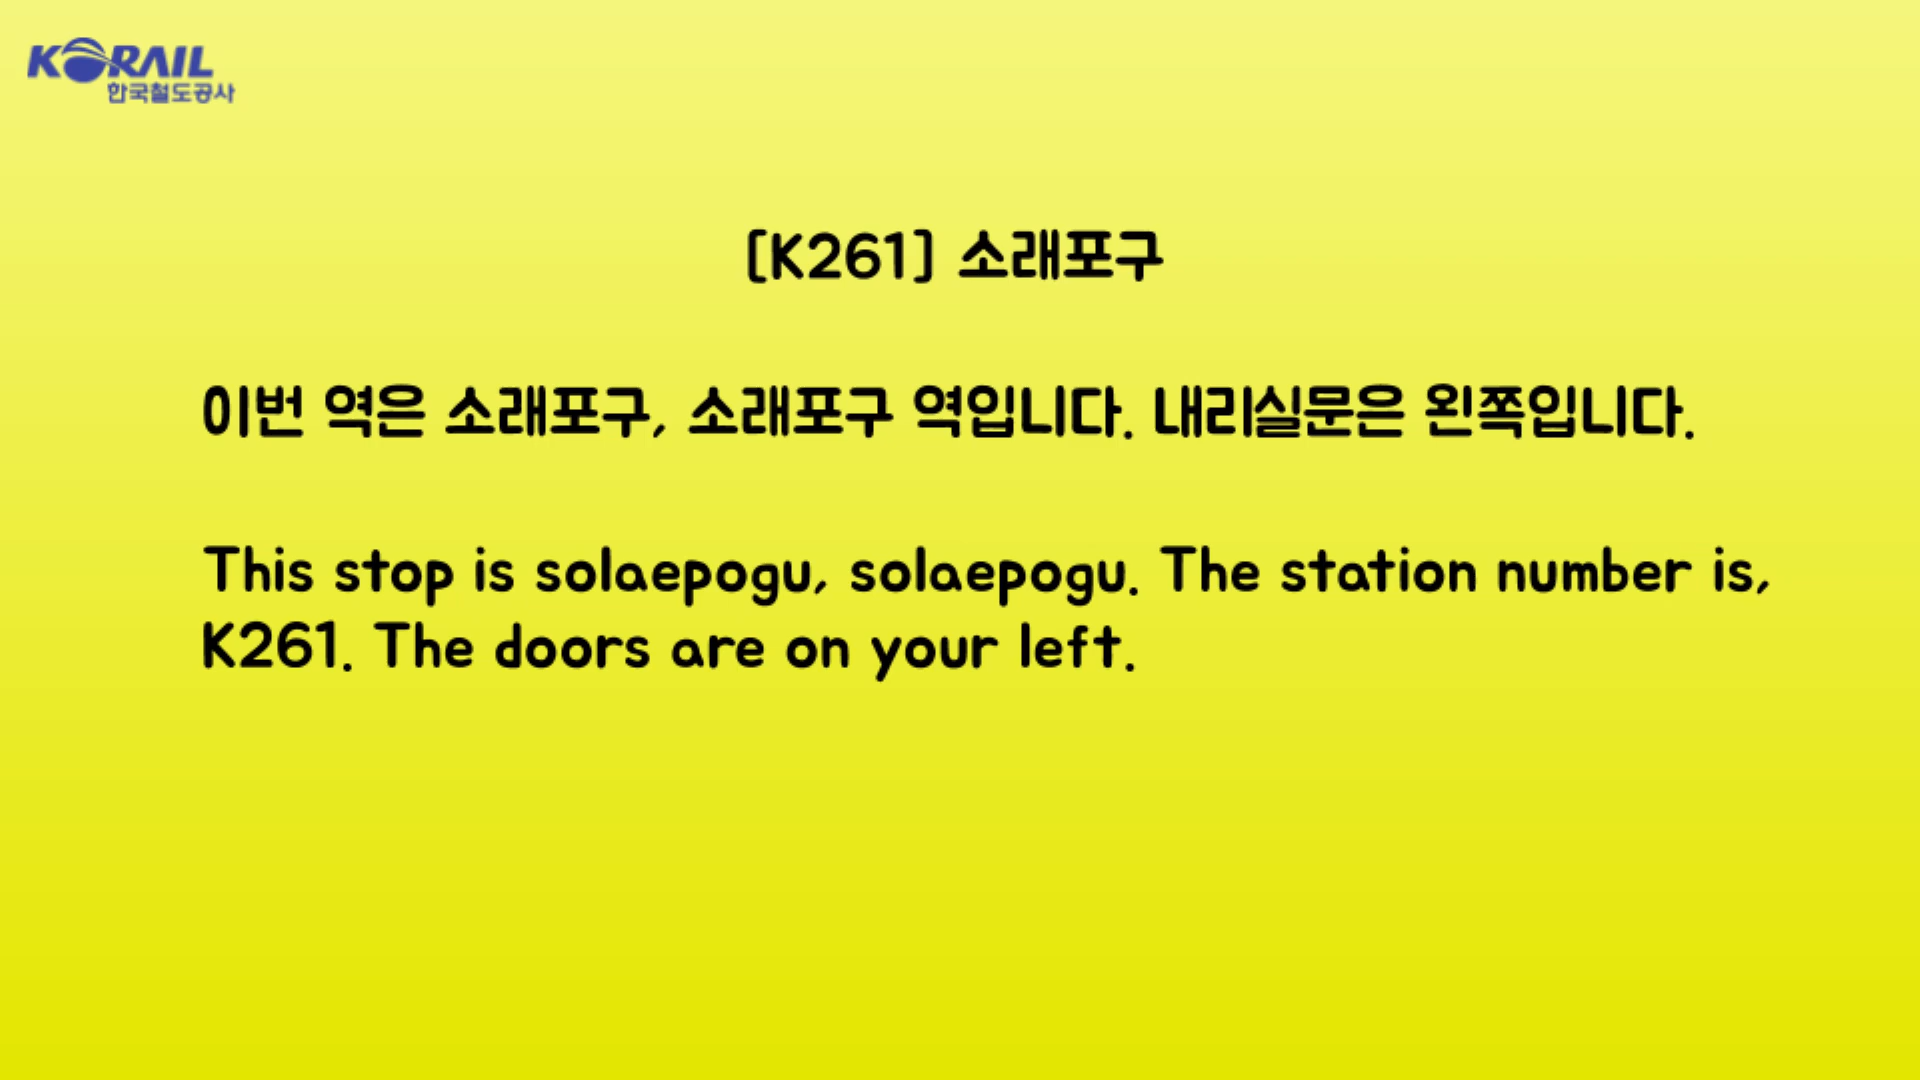 KORAIL
한국철도공사
[K261] 소래포구
이번 역은 소래포구, 소래포구 역입니다. 내리실문은 왼쪽입니다.
This stop is solaepogu, solaepogu. The station number is,
K261. The doors are on your left.